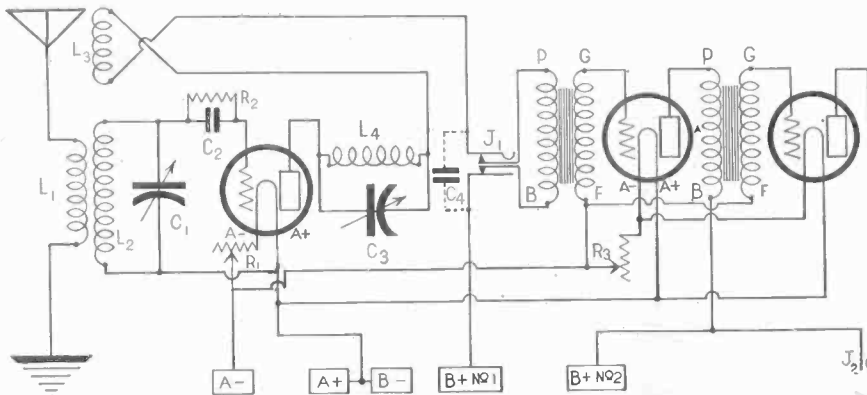 L3
R2
C2
L4
C4
J1
P
G
P
G
L1
L2
C1
A-
A+
R1
C3
B
F
A-
A+
R3
B
F
A-
A+
B-
B+ NO1
B+ NO2
J2